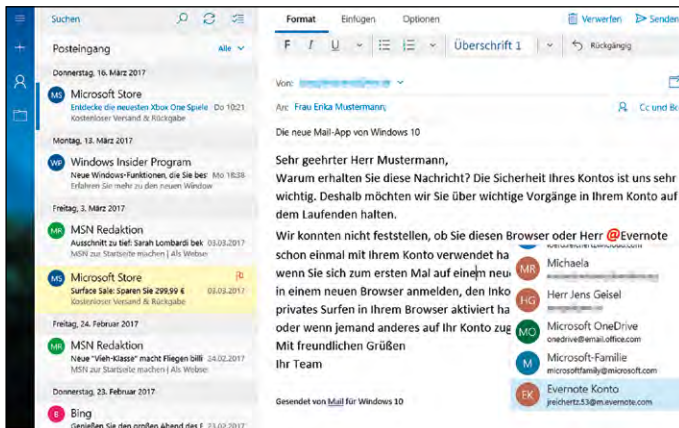 Suchen
Posteingang
Alle
Donnerstag, 16. März 2017
MS
Microsoft Store
Entdecke die neuesten Xbox One Spiele Do 10:21
Kostenloser Versand & Rückgabe
Montag, 13. März 2017
WP
Windows Insider Program
Neue Windows-Funktionen, die Sie bes Mo 18:38
Erfahren Sie mehr zu den neuen Window
Freitag, 3. März 2017
MR
MSN Redaktion
Ausschnitt zu tief: Sarah Lombardi bek 03.03.2017
MSN zur Startseite machen | Als Webse
MS
Microsoft Store
Surface Sale: Sparen Sie 299,99 € 03.03.2017
Kostenloser Versand & Rückgabe
Freitag, 24. Februar 2017
MR
MSN Redaktion
Neue "Vieh-Klasse" macht Fliegen billi 24.02.2017
MSN zur Startseite machen | Als Webse
Donnerstag, 23. Februar 2017
B
Bing
Genießen Sie den großen Abend des F 23.02.2017
Format Einfügen Optionen
Verwerfen Senden
F I U Überschrift 1 Rückgängig
Von:
An: Frau Erika Mustermann;
Cc und Bc
Die neue Mail-App von Windows 10
Sehr geehrter Herr Mustermann,
Warum erhalten Sie diese Nachricht? Die Sicherheit Ihres Kontos ist uns sehr
wichtig. Deshalb möchten wir Sie über wichtige Vorgänge in Ihrem Konto auf
dem Laufenden halten.
Wir konnten nicht feststellen, ob Sie diesen Browser oder Herr @Evernote
schon einmal mit Ihrem Konto verwendet ha
wenn Sie sich zum ersten Mal auf einem neu
in einem neuen Browser anmelden, den Inko
privates Surfen in Ihrem Browser aktiviert ha
oder wenn jemand anderes auf Ihr Konto zug
Mit freundlichen Grüßen
Ihr Team
Gesendet von Mail für Windows 10
MR
Michaela
HG
Herr Jens Geisel
MO
Microsoft OneDrive
onedrive@email.office.com
M
Microsoft-Familie
microsoftfamily@microsoft.com
EK
Evernote Konto
jreichertz.53@m.evernote.com